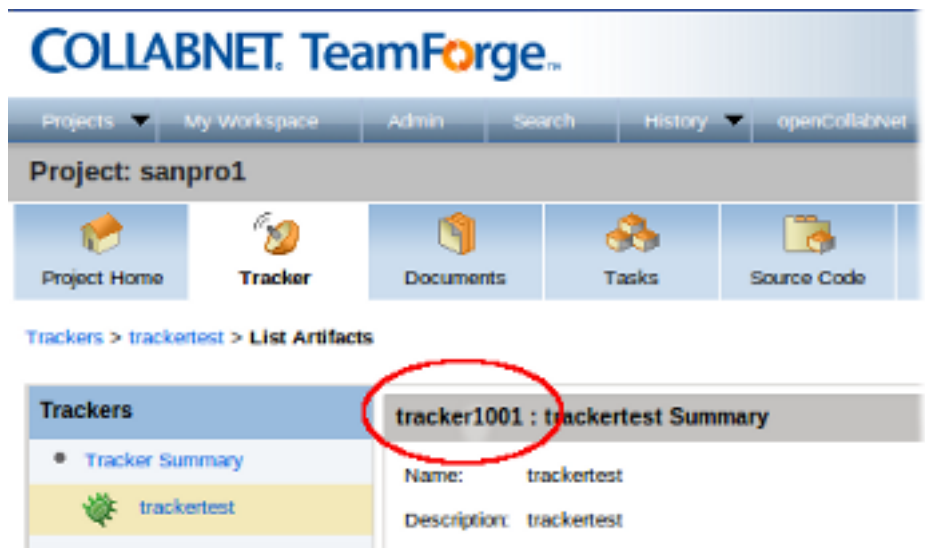 COLLABNET. TeamForge™
Projects My Workspace Admin Search History openCollabNet
Project: sanpro1
Project Home Tracker Documents Tasks Source Code
Trackers > trackertest > List Artifacts
Trackers
Tracker Summary
trackertest
tracker1001 : trackertest Summary
Name: trackertest
Description: trackertest